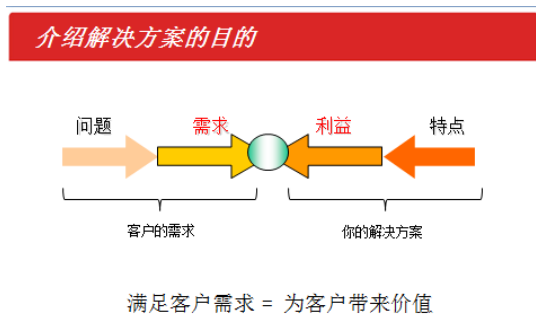 介绍解决方案的目的
问题 需求 利益 特点
客户的需求 你的解决方案
满足客户需求 = 为客户带来价值